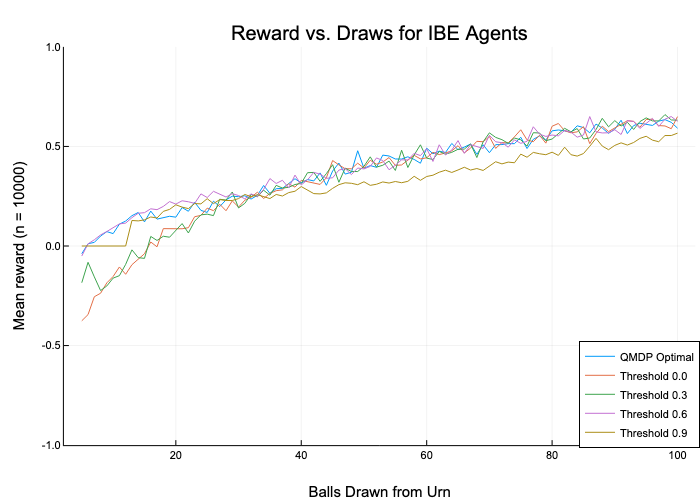 Reward vs. Draws for IBE Agents
Mean reward (n = 10000)
1.0
0.5
0.0
-0.5
-1.0
20
40
60
80
100
Balls Drawn from Urn
QMDP Optimal
Threshold 0.0
Threshold 0.3
Threshold 0.6
Threshold 0.9